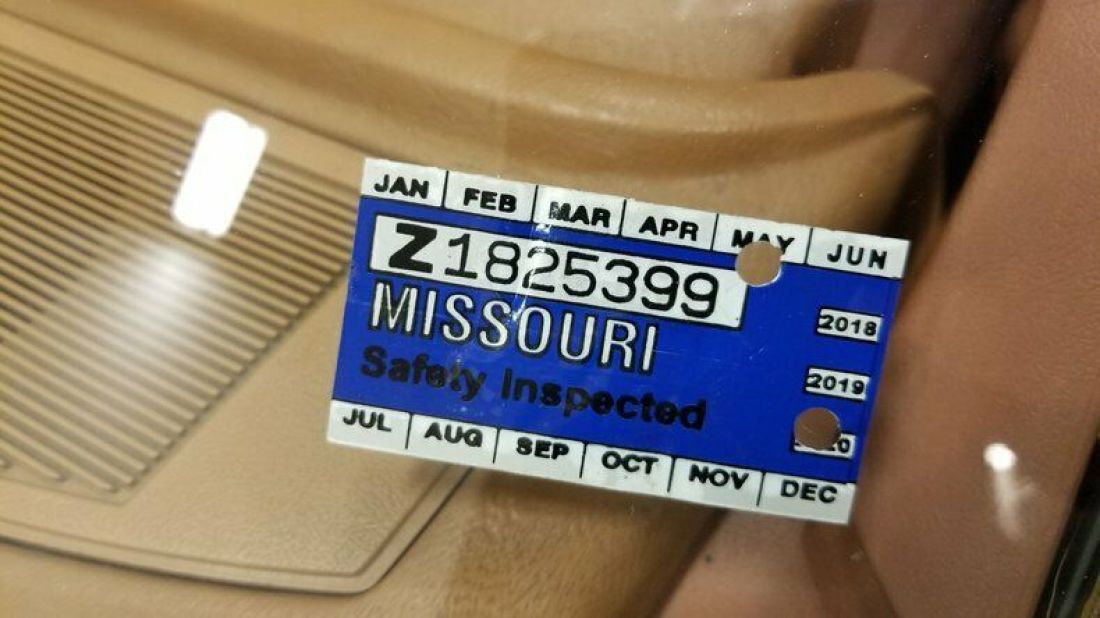 JAN FEB MAR APR MAY JUN
Z1825399
MISSOURI
2018
Safety Inspected
2019
JUL AUG SEP OCT NOV DEC